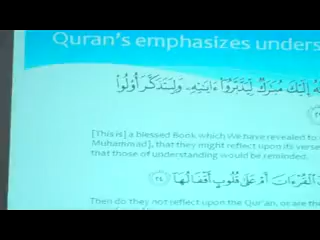 Quran's emphasizes unders
إِلَيْكَ مُبَٰرَكٌ لِّيَدَّبَّرُوٓا۟ ءَايَٰتِهِۦ وَلِيَتَذَكَّرَ أُو۟لُوا۟
[This is] a blessed Book which We have revealed to
Muhammad], that they might reflect upon its verse
that those of understanding would be reminded.
ٱلْقُرْءَانَ أَمْ عَلَىٰ قُلُوبٍ أَقْفَالُهَآ ٢٤
Then do they not reflect upon the Qur'an, or are the